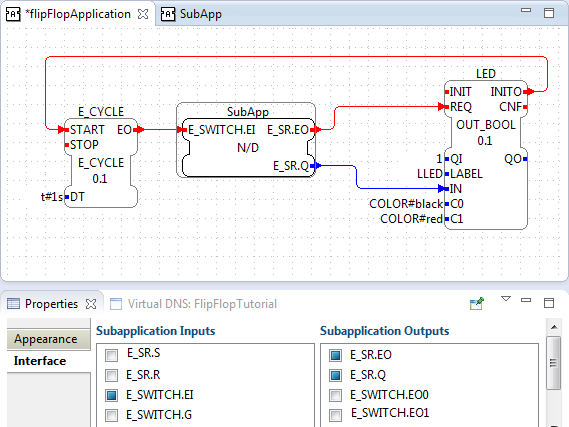 *flipFlopApplication SubApp
LED
INIT INITO
REQ CNF
E_CYCLE
START EO
STOP
E_CYCLE
0.1
t#1s DT
SubApp
E_SWITCH.EI E_SR.EO
N/D
E_SR.Q
OUT_BOOL
0.1
1 QI QO
LLED LABEL
IN
COLOR#black C0
COLOR#red C1
Properties Virtual DNS: FlipFlopTutorial
Appearance
Interface
Subapplication Inputs
E_SR.S
E_SR.R
E_SWITCH.EI
E_SWITCH.G
Subapplication Outputs
E_SR.EO
E_SR.Q
E_SWITCH.EO0
E_SWITCH.EO1